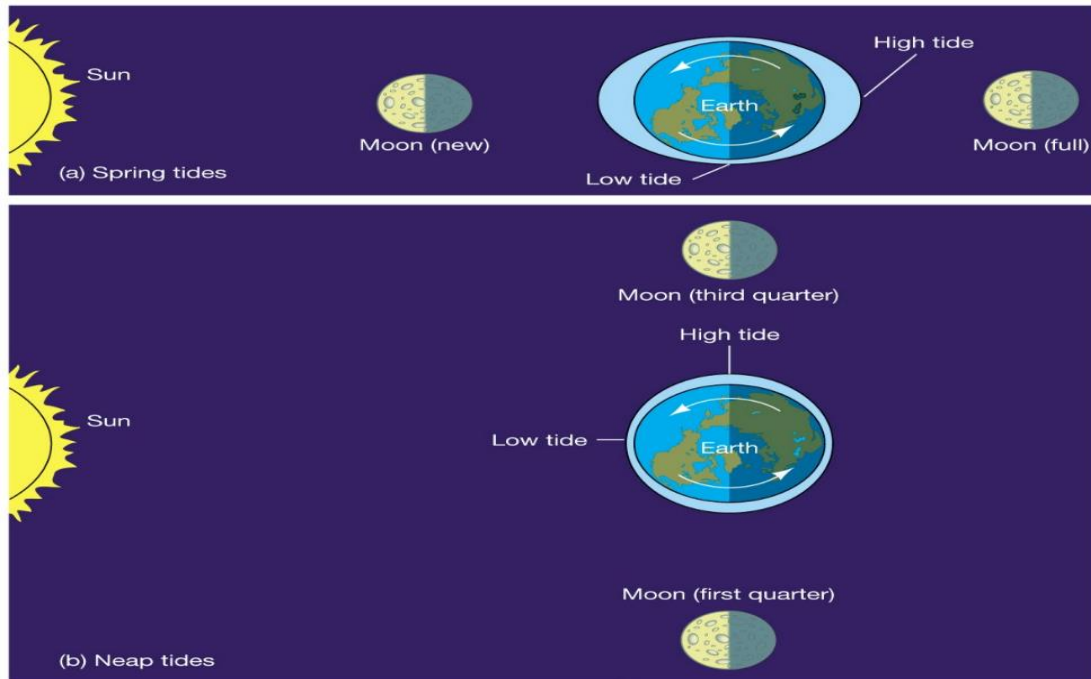 High tide
Sun
Earth
Moon (new)
Moon (full)
(a) Spring tides
Low tide
Moon (third quarter)
High tide
Sun
Low tide
Earth
Moon (first quarter)
(b) Neap tides